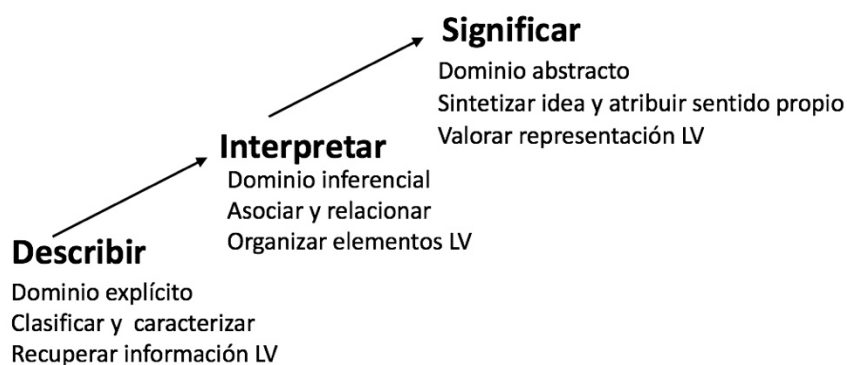 Significar
Dominio abstracto
Sintetizar idea y atribuir sentido propio
Valorar representación LV
Interpretar
Dominio inferencial
Asociar y relacionar
Organizar elementos LV
Describir
Dominio explícito
Clasificar y caracterizar
Recuperar información LV